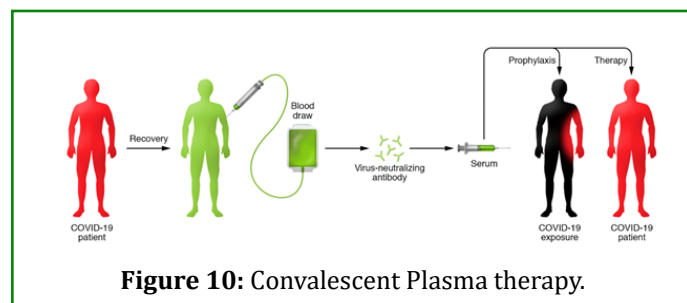 Prophylaxis
Therapy
Blood
draw
Recovery
Virus-neutralizing
antibody
Serum
COVID-19
patient
COVID-19
exposure
COVID-19
patient
Figure 10: Convalescent Plasma therapy.